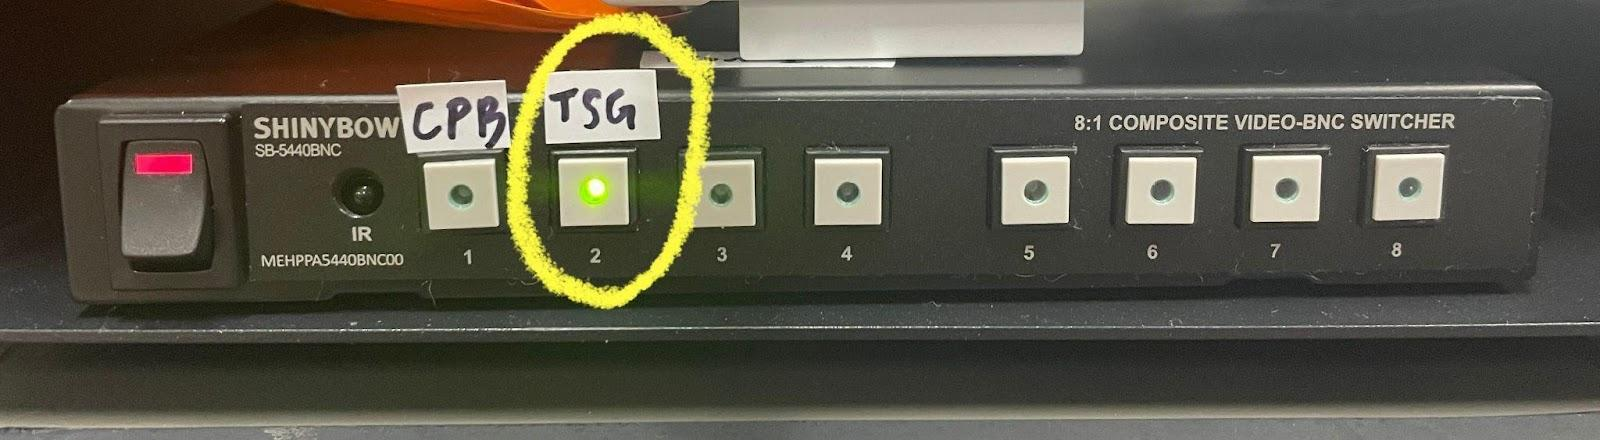 SHINYBOW
SB-5440BNC
IR
MEHPPA5440BNC00
CPB
TSG
8:1 COMPOSITE VIDEO-BNC SWITCHER
1 2 3 4 5 6 7 8